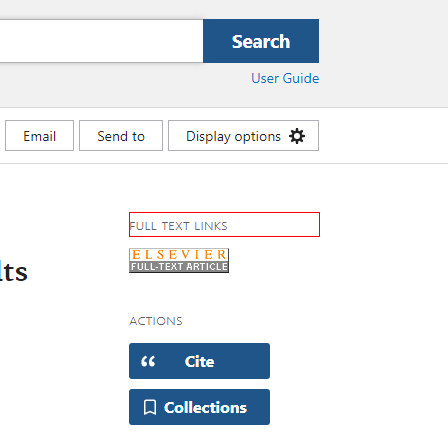 Search
User Guide
Email
Send to
Display options
FULL TEXT LINKS
ELSEVIER
FULL-TEXT ARTICLE
lts
ACTIONS
Cite
Collections